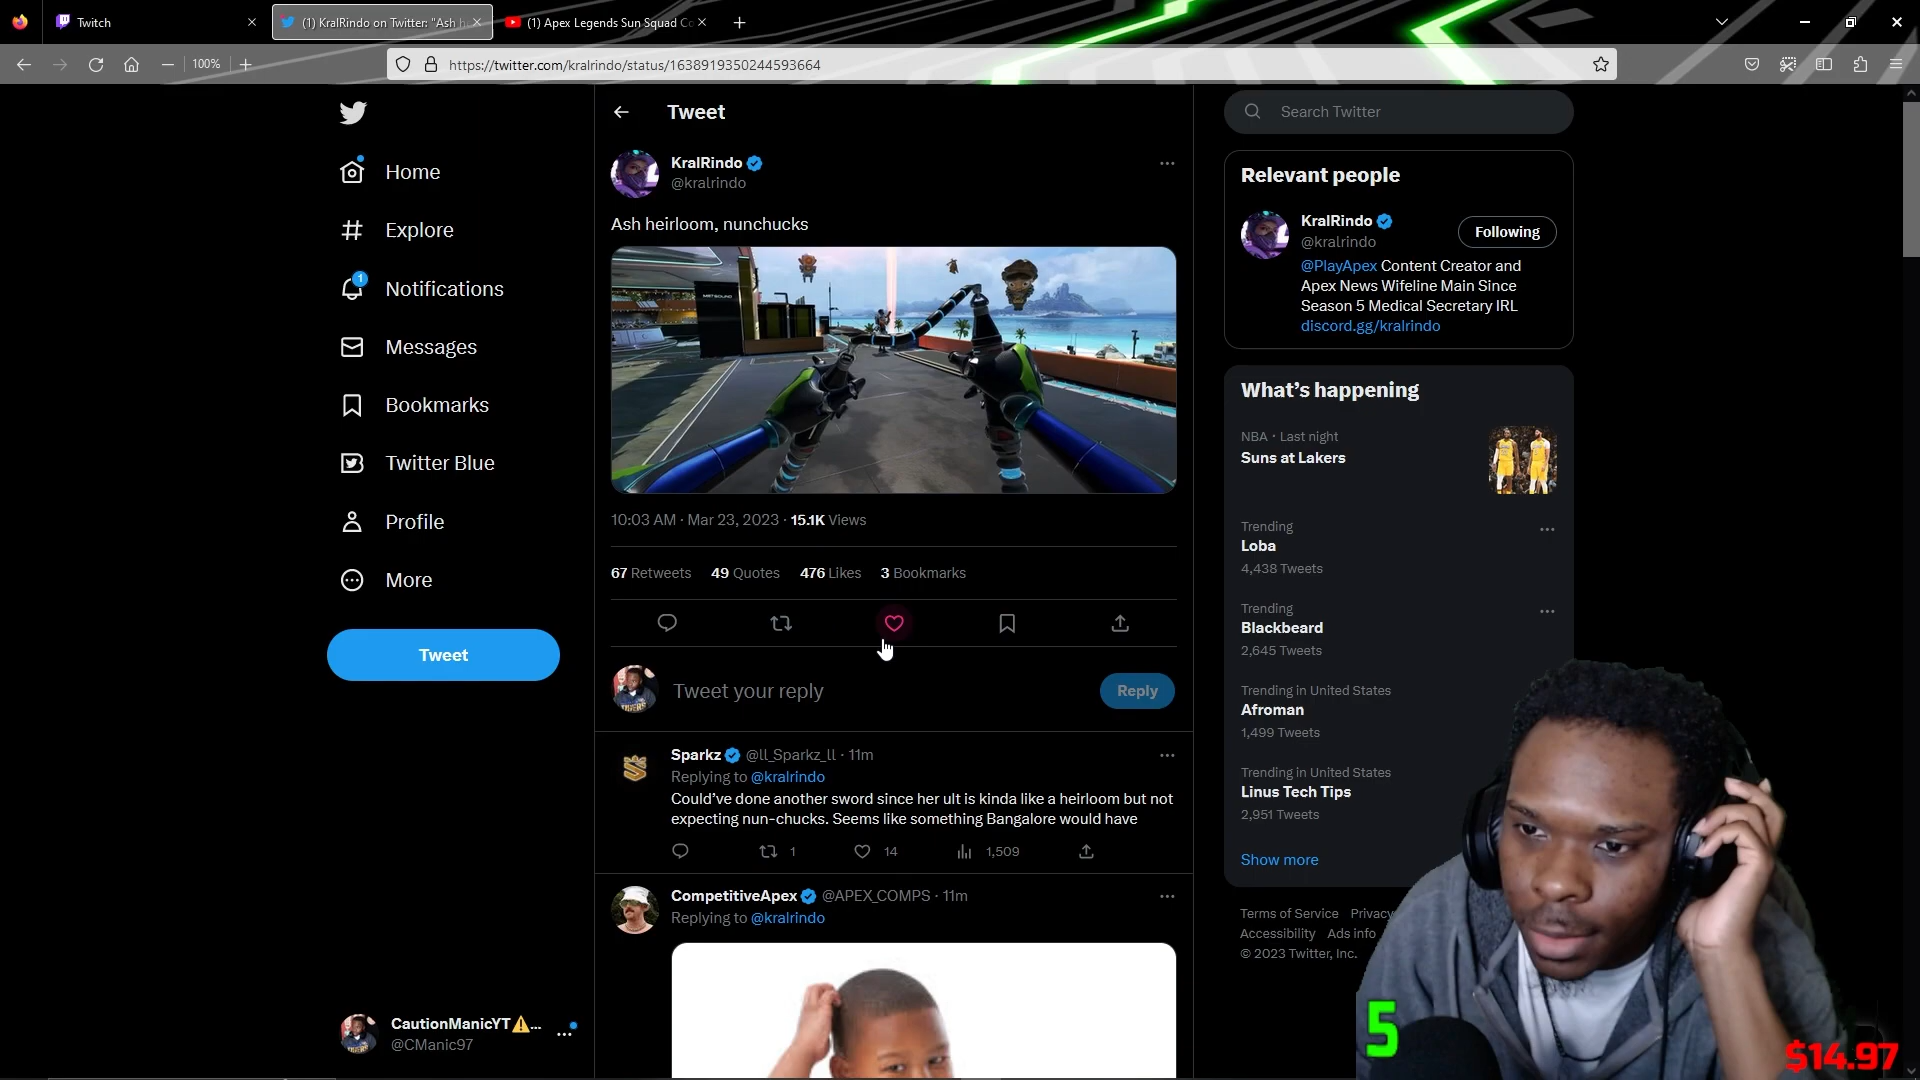 Twitch
(1) KralRindo on Twitter: "Ash h
(1) Apex Legends Sun Squad Co
100%
https://twitter.com/kralrindo/status/1638919350244593664
Home
Explore
1
Notifications
Messages
Bookmarks
Twitter Blue
Profile
More
Tweet
CautionManicYT⚠️...
@CManic97
Tweet
KralRindo
@kralrindo
Ash heirloom, nunchucks
10:03 AM · Mar 23, 2023 · 15.1K Views
67 Retweets 49 Quotes 476 Likes 3 Bookmarks
Tweet your reply
Reply
Sparkz @ll_Sparkz_ll · 11m
Replying to @kralrindo
Could've done another sword since her ult is kinda like a heirloom but not
expecting nun-chucks. Seems like something Bangalore would have
1 14 1,509
CompetitiveApex @APEX_COMPS · 11m
Replying to @kralrindo
Search Twitter
Relevant people
KralRindo
@kralrindo
Following
@PlayApex Content Creator and
Apex News Wifeline Main Since
Season 5 Medical Secretary IRL
discord.gg/kralrindo
What's happening
NBA · Last night
Suns at Lakers
Trending
Loba
4,438 Tweets
Trending
Blackbeard
2,645 Tweets
Trending in United States
Afroman
1,499 Tweets
Trending in United States
Linus Tech Tips
2,951 Tweets
Show more
Terms of Service Privacy
Accessibility Ads info
© 2023 Twitter, Inc.
5
$14.97